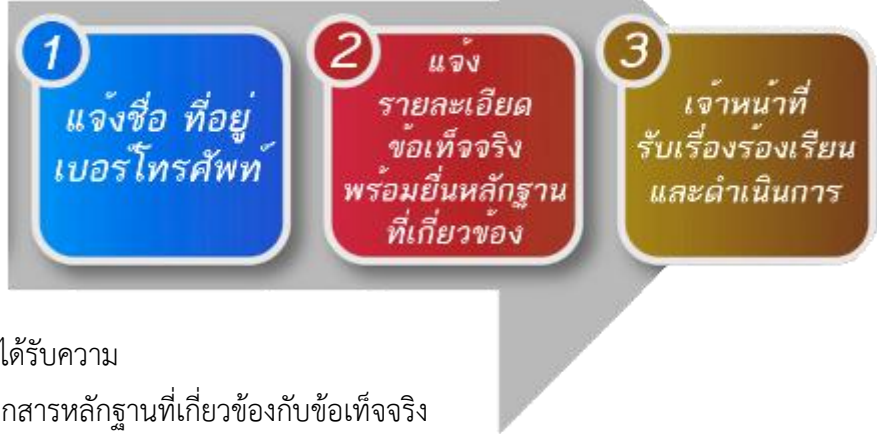 1
แจ้งชื่อ ที่อยู่
เบอร์โทรศัพท์
2
แจ้ง
รายละเอียด
ข้อเท็จจริง
พร้อมยื่นหลักฐาน
ที่เกี่ยวข้อง
3
เจ้าหน้าที่
รับเรื่องร้องเรียน
และดำเนินการ
ได้รับความ
กสารหลักฐานที่เกี่ยวข้องกับข้อเท็จจริง